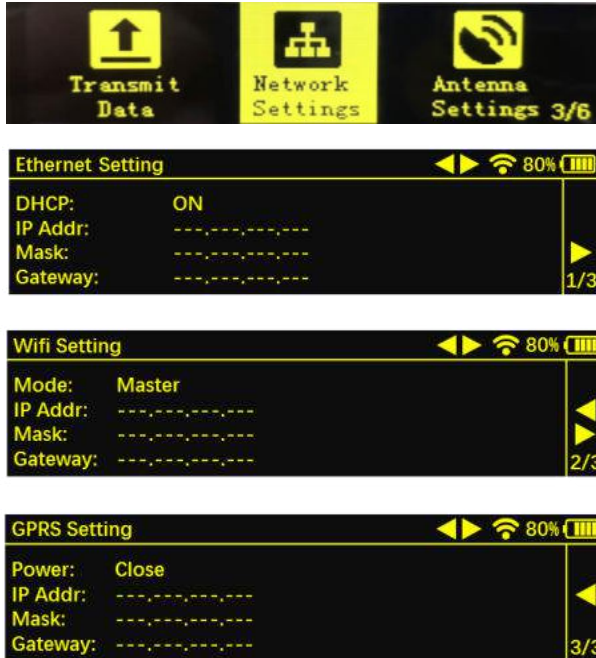 Transmit Data
Network Settings
Antenna Settings 3/6
Ethernet Setting 80%
DHCP: ON
IP Addr: ---.---.---.---
Mask: ---.---.---.---
Gateway: ---.---.---.---
1/3
Wifi Setting 80%
Mode: Master
IP Addr: ---.---.---.---
Mask: ---.---.---.---
Gateway: ---.---.---.---
2/3
GPRS Setting 80%
Power: Close
IP Addr: ---.---.---.---
Mask: ---.---.---.---
Gateway: ---.---.---.---
3/3